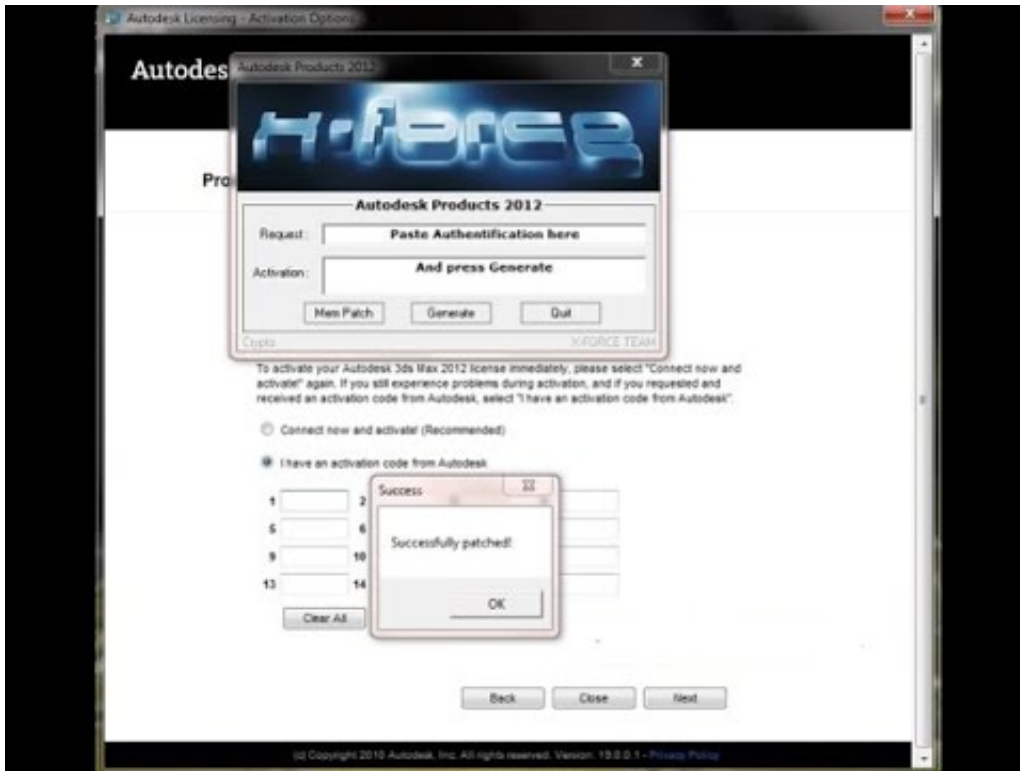 Autodesk Licensing - Activation Options
Autodes
Autodesk Products 2012
X-force
Pro
Autodesk Products 2012
Request :
Paste Authentification here
Activation :
And press Generate
Mem Patch
Generate
Quit
Crypto
X-FORCE TEAM
To activate your Autodesk 3ds Max 2012 license immediately, please select "Connect now and
activate!" again. If you still experience problems during activation, and if you requested and
received an activation code from Autodesk, select "I have an activation code from Autodesk".
Connect now and activate! (Recommended)
I have an activation code from Autodesk
Success
1
2
5
6
Successfully patched!
9
10
13
14
OK
Clear All
Back
Close
Next
(c) Copyright 2010 Autodesk, Inc. All rights reserved. Version: 19.0.0.1 - Privacy Policy